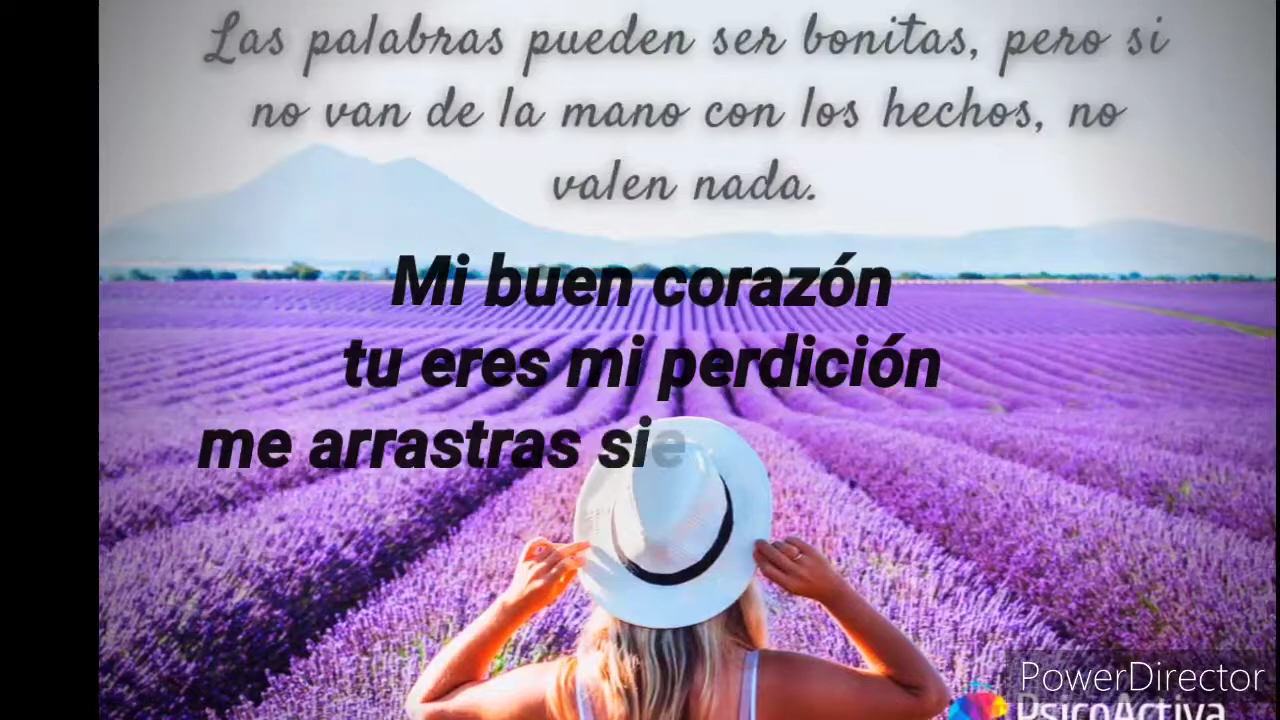 Las palabras pueden ser bonitas, pero si
no van de la mano con los hechos, no
valen nada.
Mi buen corazón
tu eres mi perdición
me arrastras sie
PowerDirector
PsicoActiva